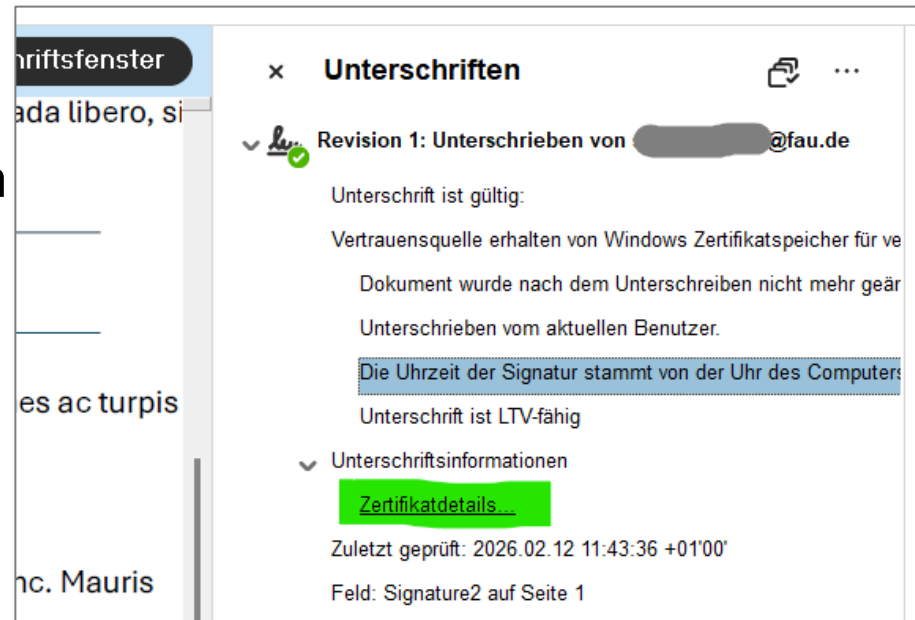 hriftsfenster
ada libero, si
n
es ac turpis
nc. Mauris
Unterschriften
Revision 1: Unterschrieben von @fau.de
Unterschrift ist gültig:
Vertrauensquelle erhalten von Windows Zertifikatspeicher für ve
Dokument wurde nach dem Unterschreiben nicht mehr geär
Unterschrieben vom aktuellen Benutzer.
Die Uhrzeit der Signatur stammt von der Uhr des Computers
Unterschrift ist LTV-fähig
Unterschriftsinformationen
Zertifikatdetails...
Zuletzt geprüft: 2026.02.12 11:43:36 +01'00'
Feld: Signature2 auf Seite 1